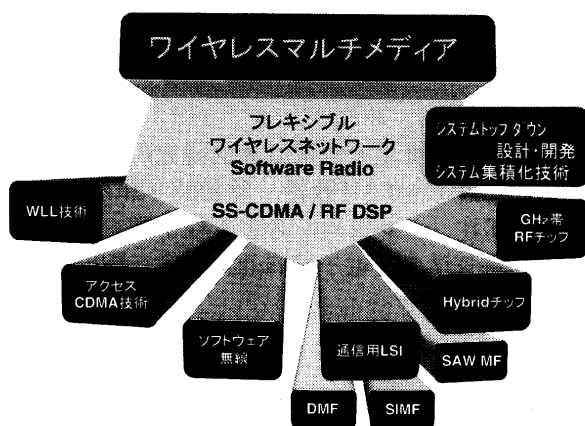 ワイヤレスマルチメディア
フレキシブル
ワイヤレスネットワーク
Software Radio
SS-CDMA / RF DSP
システムトップダウン
設計・開発
システム集積化技術
WLL技術
GHz帯
RFチップ
アクセス
CDMA技術
Hybridチップ
ソフトウェア
無線
通信用LSI
SAW MF
DMF
SIMF